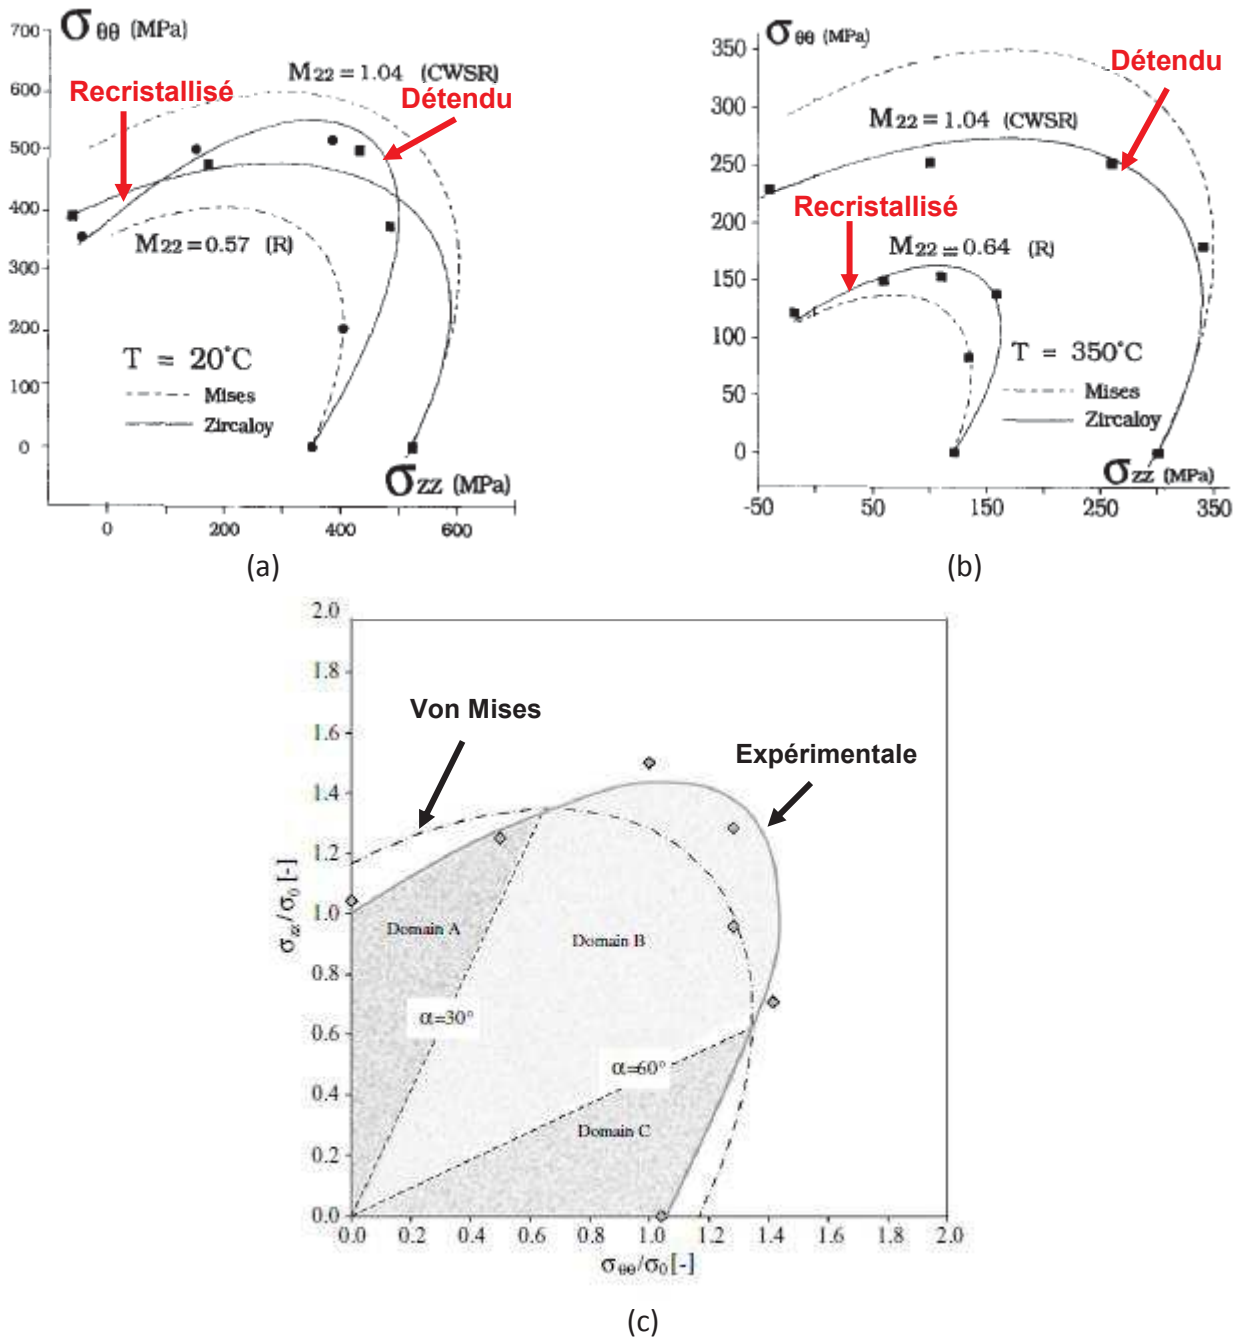 σθθ (MPa)
700
600
500
400
300
200
100
0
M22 = 1.04 (CWSR)
Recristallisé
Détendu
M22 = 0.57 (R)
T = 20°C
Mises
Zircaloy
σzz (MPa)
0
200
400
600
(a)
σθθ (MPa)
350
300
250
200
150
100
50
0
Détendu
M22 = 1.04 (CWSR)
Recristallisé
M22 = 0.64 (R)
T = 350°C
Mises
Zircaloy
σzz (MPa)
-50
50
150
250
350
(b)
2.0
1.8
1.6
1.4
1.2
1.0
0.8
0.6
0.4
0.2
0.0
σzz/σ0 [-]
Von Mises
Expérimentale
Domain A
Domain B
α=30°
α=60°
Domain C
0.0 0.2 0.4 0.6 0.8 1.0 1.2 1.4 1.6 1.8 2.0
σθθ/σ0 [-]
(c)